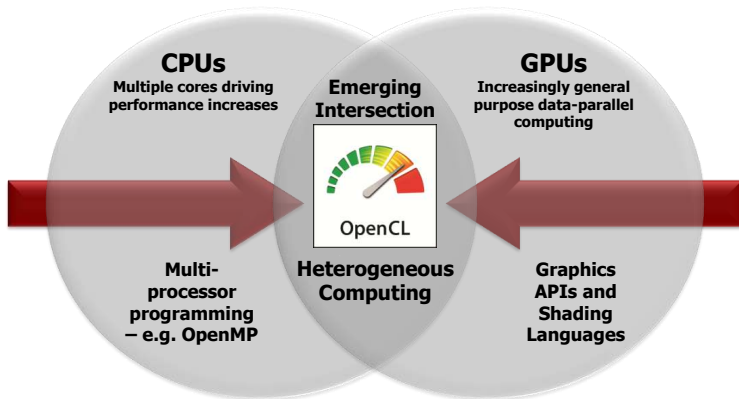 CPUs
Multiple cores driving
performance increases
Emerging
Intersection
GPUs
Increasingly general
purpose data-parallel
computing
OpenCL
Multi-
processor
programming
– e.g. OpenMP
Heterogeneous
Computing
Graphics
APIs and
Shading
Languages